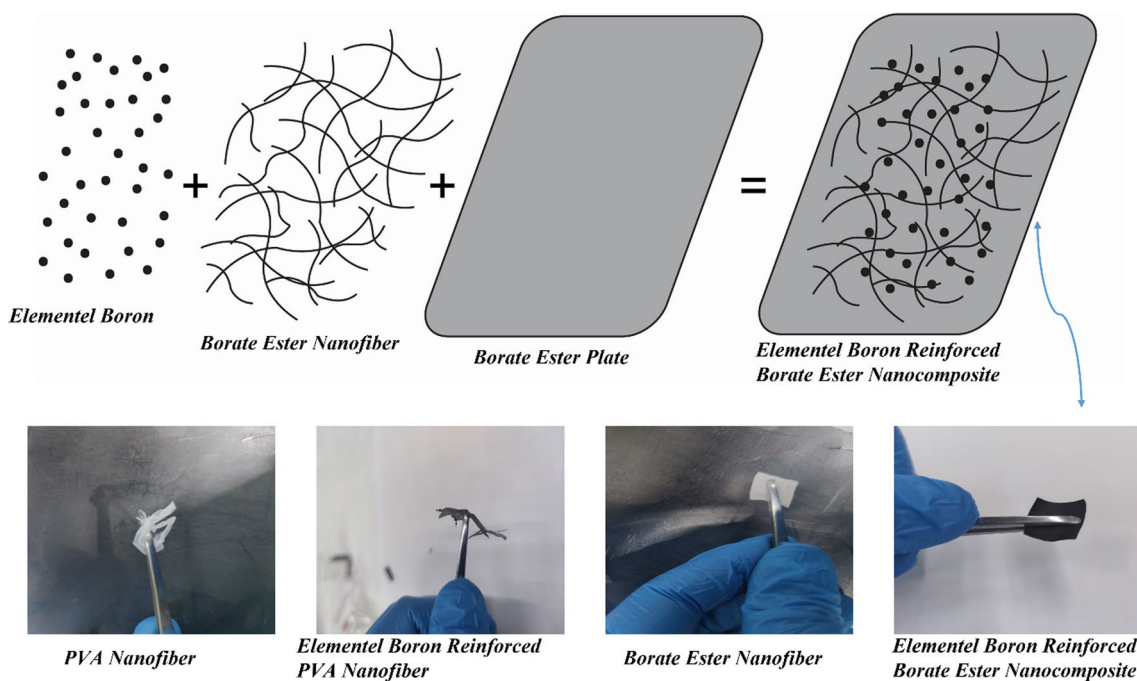 +
+
=
Elementel Boron
Borate Ester Nanofiber
Borate Ester Plate
Elementel Boron Reinforced
Borate Ester Nanocomposite
PVA Nanofiber
Elementel Boron Reinforced
PVA Nanofiber
Borate Ester Nanofiber
Elementel Boron Reinforced
Borate Ester Nanocomposite